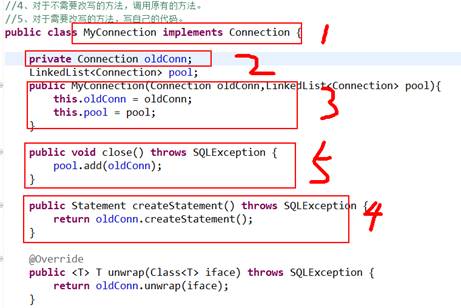 //4、对于不需要改写的方法，调用原有的方法。
//5、对于需要改写的方法，写自己的代码。
public class MyConnection implements Connection { 1
private Connection oldConn; 2
LinkedList<Connection> pool;
public MyConnection(Connection oldConn,LinkedList<Connection> pool){
this.oldConn = oldConn; 3
this.pool = pool;
}
public void close() throws SQLException {
pool.add(oldConn); 5
}
public Statement createStatement() throws SQLException { 4
return oldConn.createStatement();
}
@Override
public <T> T unwrap(Class<T> iface) throws SQLException {
return oldConn.unwrap(iface);
}